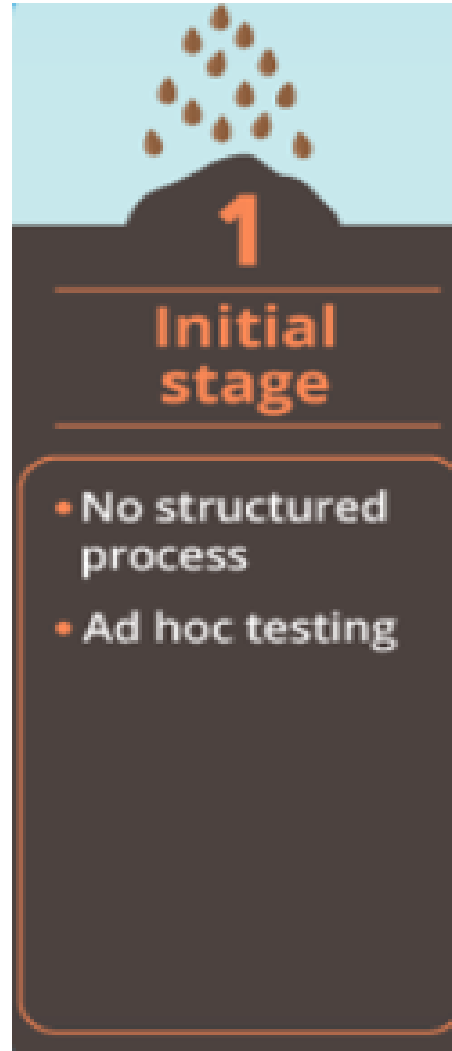 1
Initial
stage
• No structured
process
• Ad hoc testing